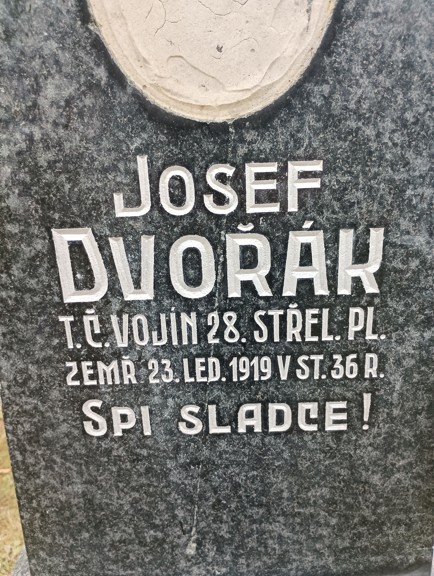 JOSEF
DVOŘÁK
T.Č. VOJÍN 28. STŘEL. PL.
ZEMŘ 23. LED. 1919 V ST. 36 R.
SPI SLADCE!